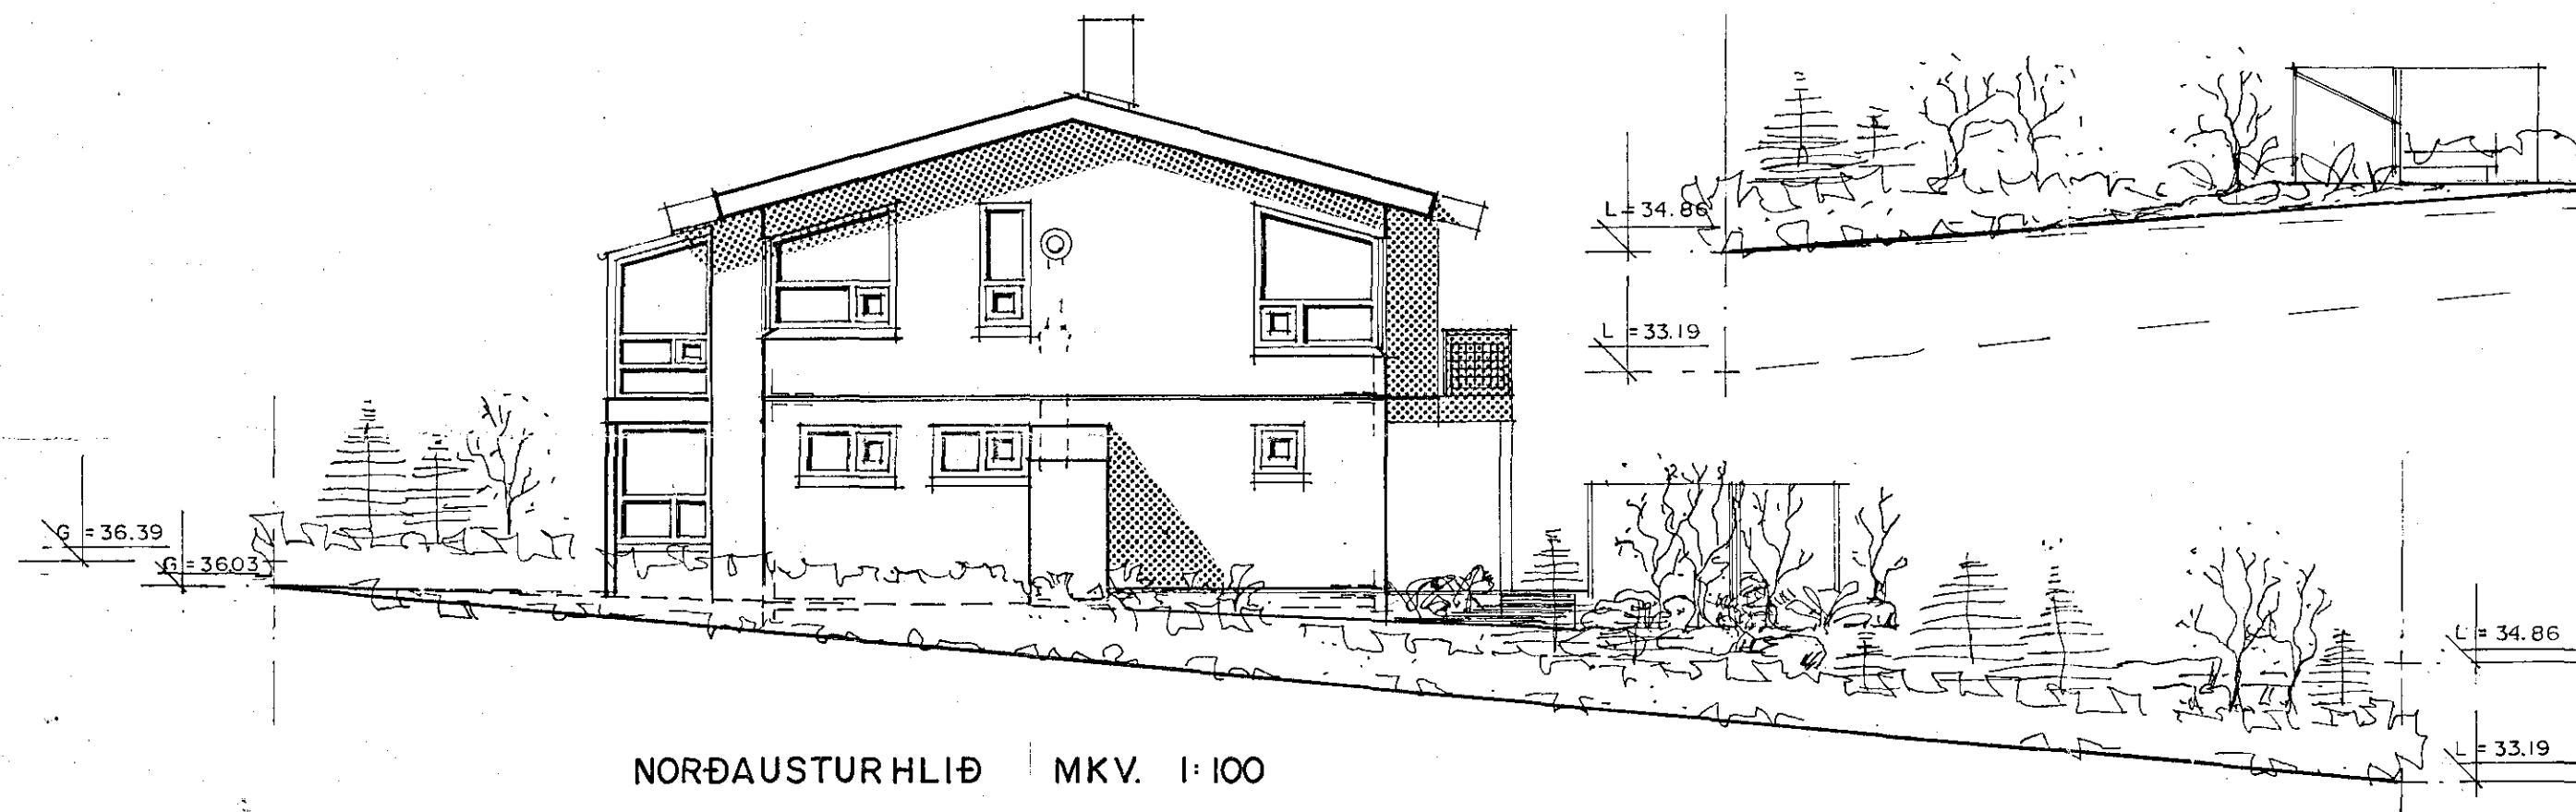 L = 34.86
L = 33.19
G = 36.39
G = 36.03
L = 34.86
L = 33.19
NORÐAUSTURHLIÐ MKV. 1:100